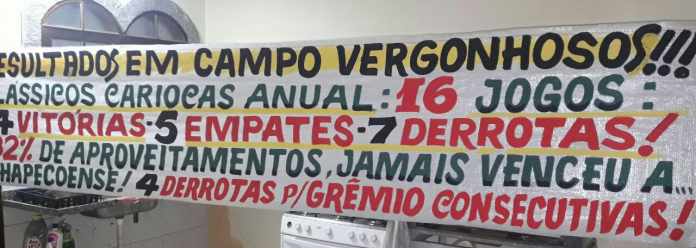 ESULTADOS EM CAMPO VERGONHOSOS!!!
LÁSSICOS CARIOCAS ANUAL: 16 JOGOS:
4 VITÓRIAS-5 EMPATES-7 DERROTAS!
32% DE APROVEITAMENTOS, JAMAIS VENCEU A...
HAPECOENSE! 4 DERROTAS P/GRÊMIO CONSECUTIVAS!